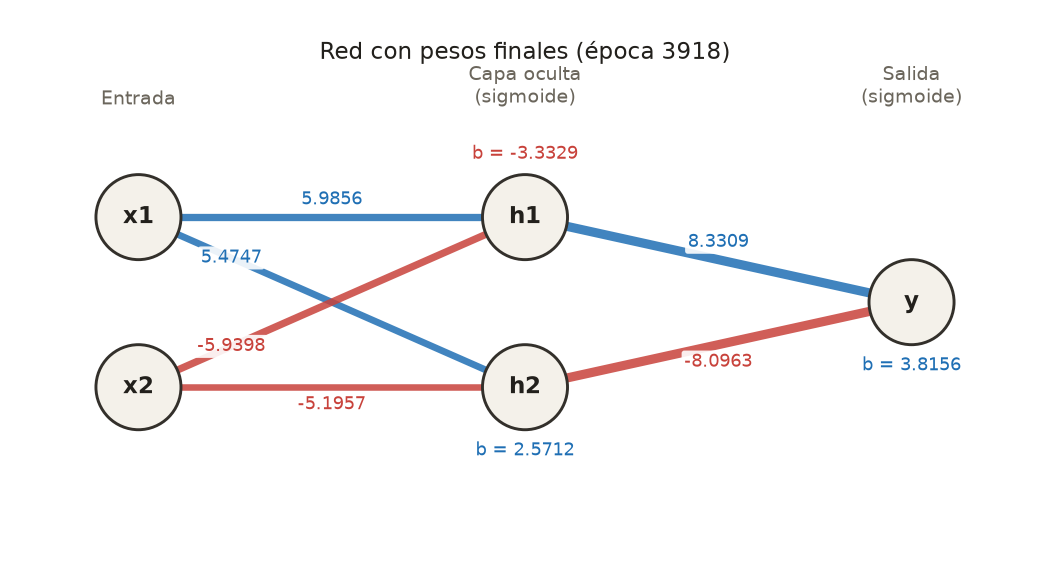 Red con pesos finales (época 3918)
Entrada
Capa oculta
(sigmoide)
Salida
(sigmoide)
b = -3.3329
x1
5.9856
h1
5.4747
8.3309
y
-5.9398
-8.0963
b = 3.8156
x2
-5.1957
h2
b = 2.5712